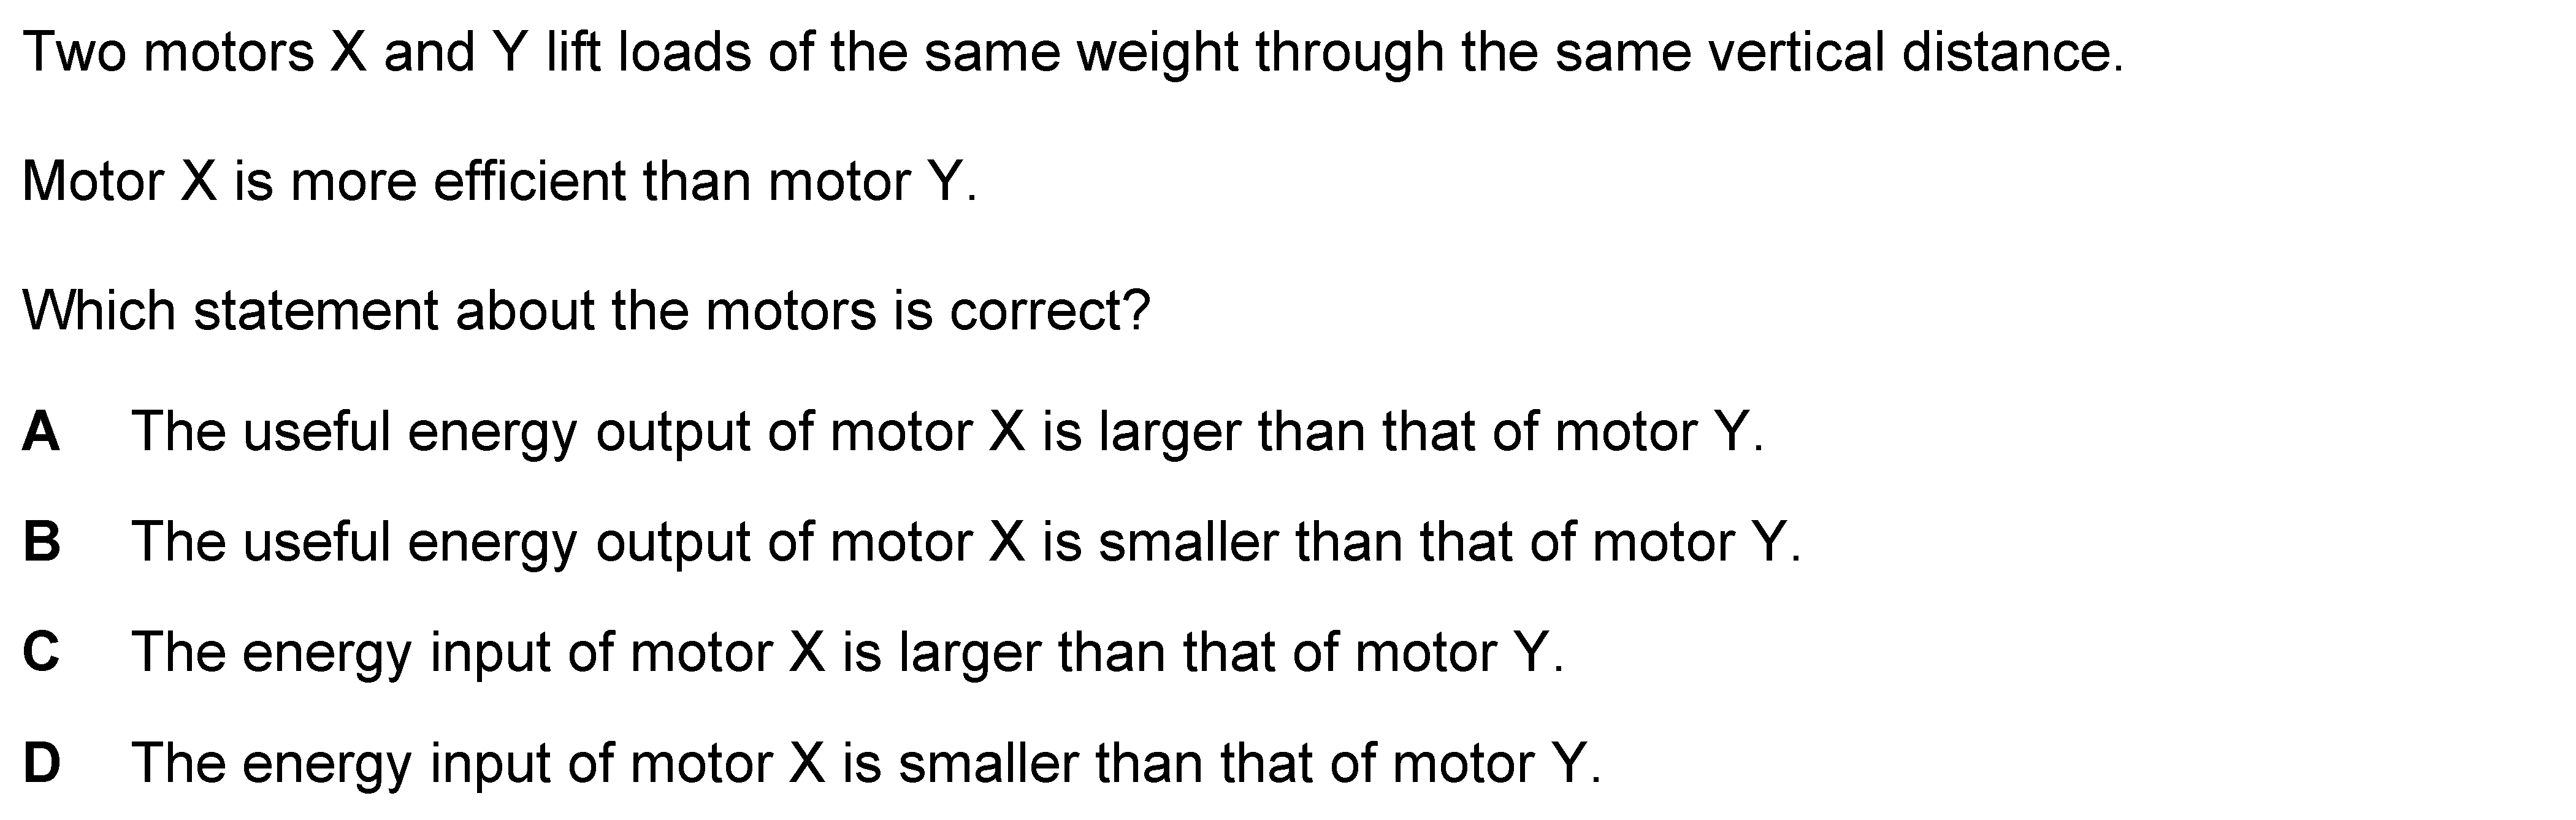 Two motors X and Y lift loads of the same weight through the same vertical distance.
Motor X is more efficient than motor Y.
Which statement about the motors is correct?
A The useful energy output of motor X is larger than that of motor Y.
B The useful energy output of motor X is smaller than that of motor Y.
C The energy input of motor X is larger than that of motor Y.
D The energy input of motor X is smaller than that of motor Y.